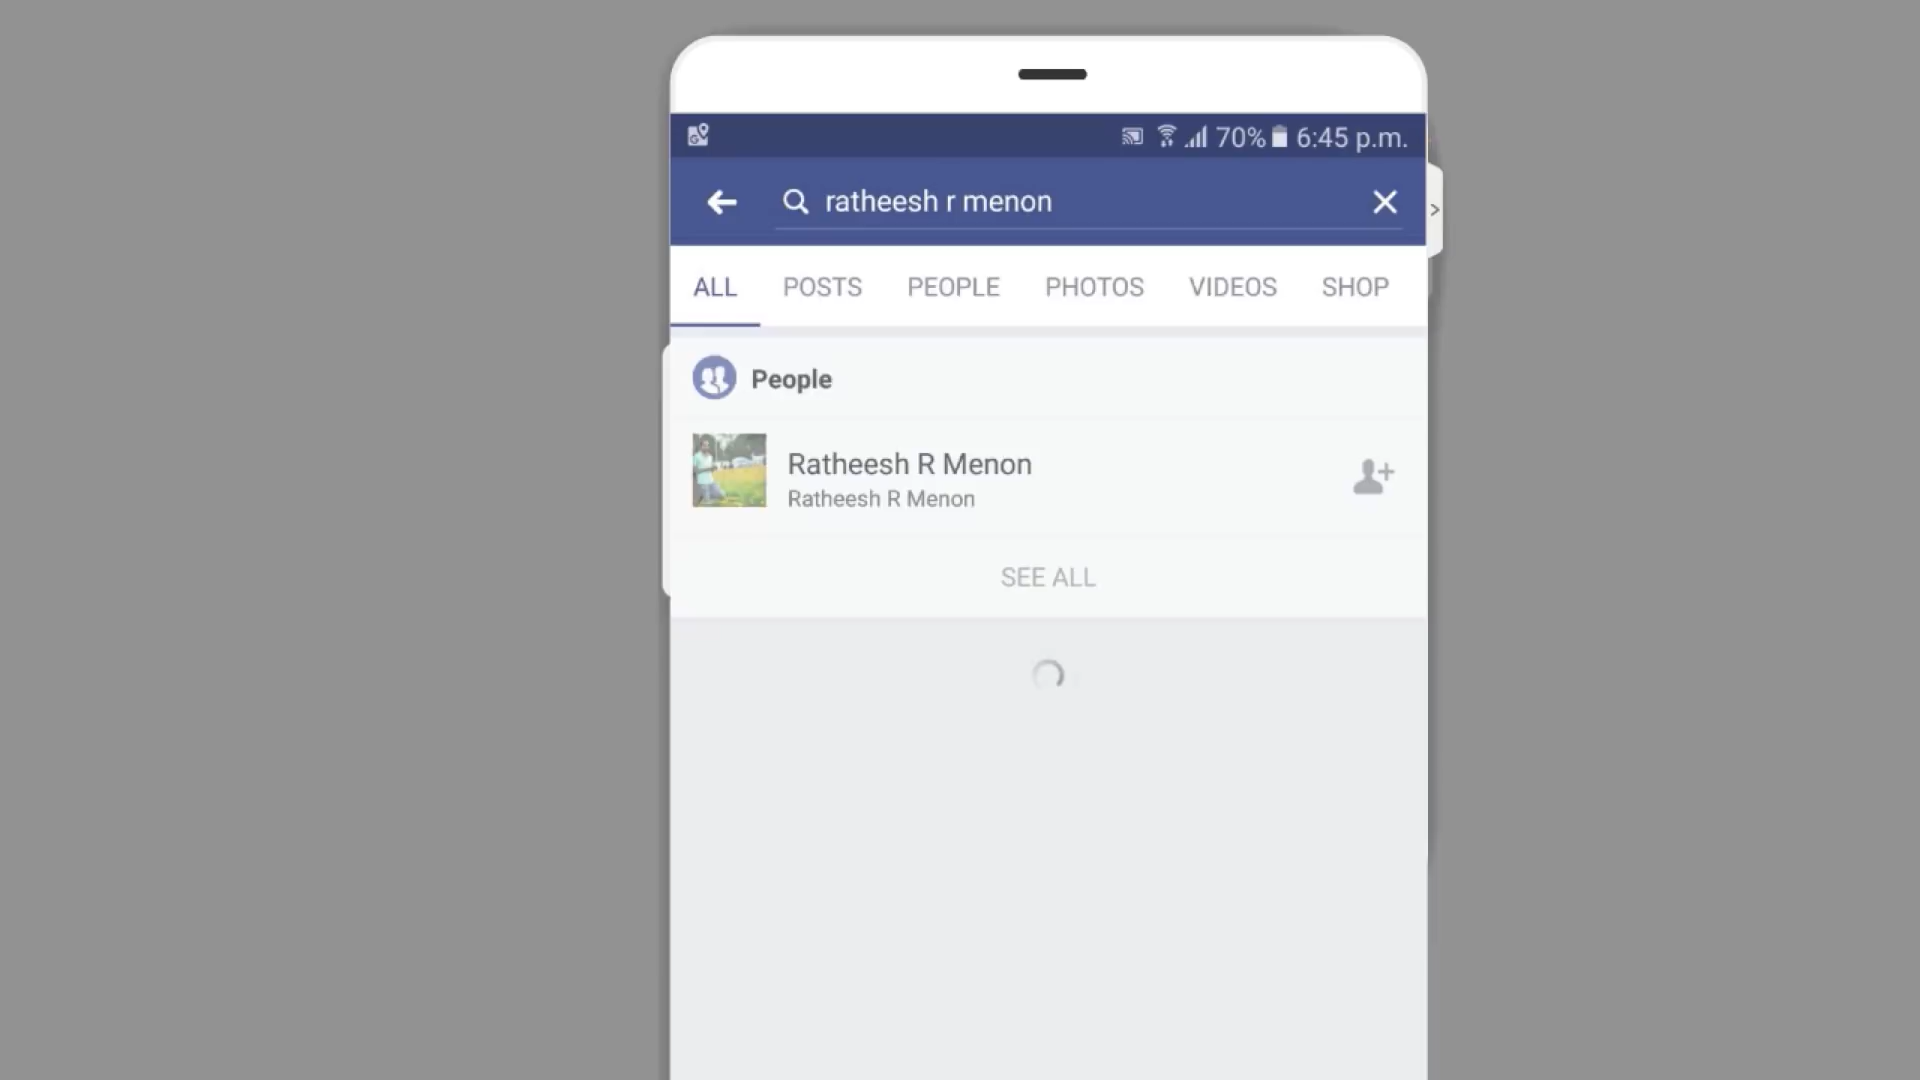 70% 6:45 p.m.
ratheesh r menon
ALL POSTS PEOPLE PHOTOS VIDEOS SHOP
People
Ratheesh R Menon
Ratheesh R Menon
SEE ALL